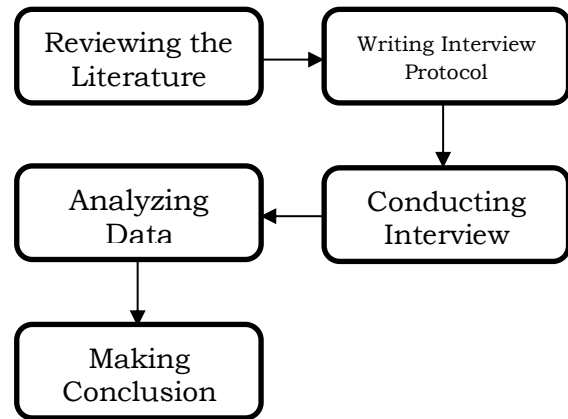 Reviewing the
Literature
Writing Interview
Protocol
Conducting
Interview
Analyzing
Data
Making
Conclusion